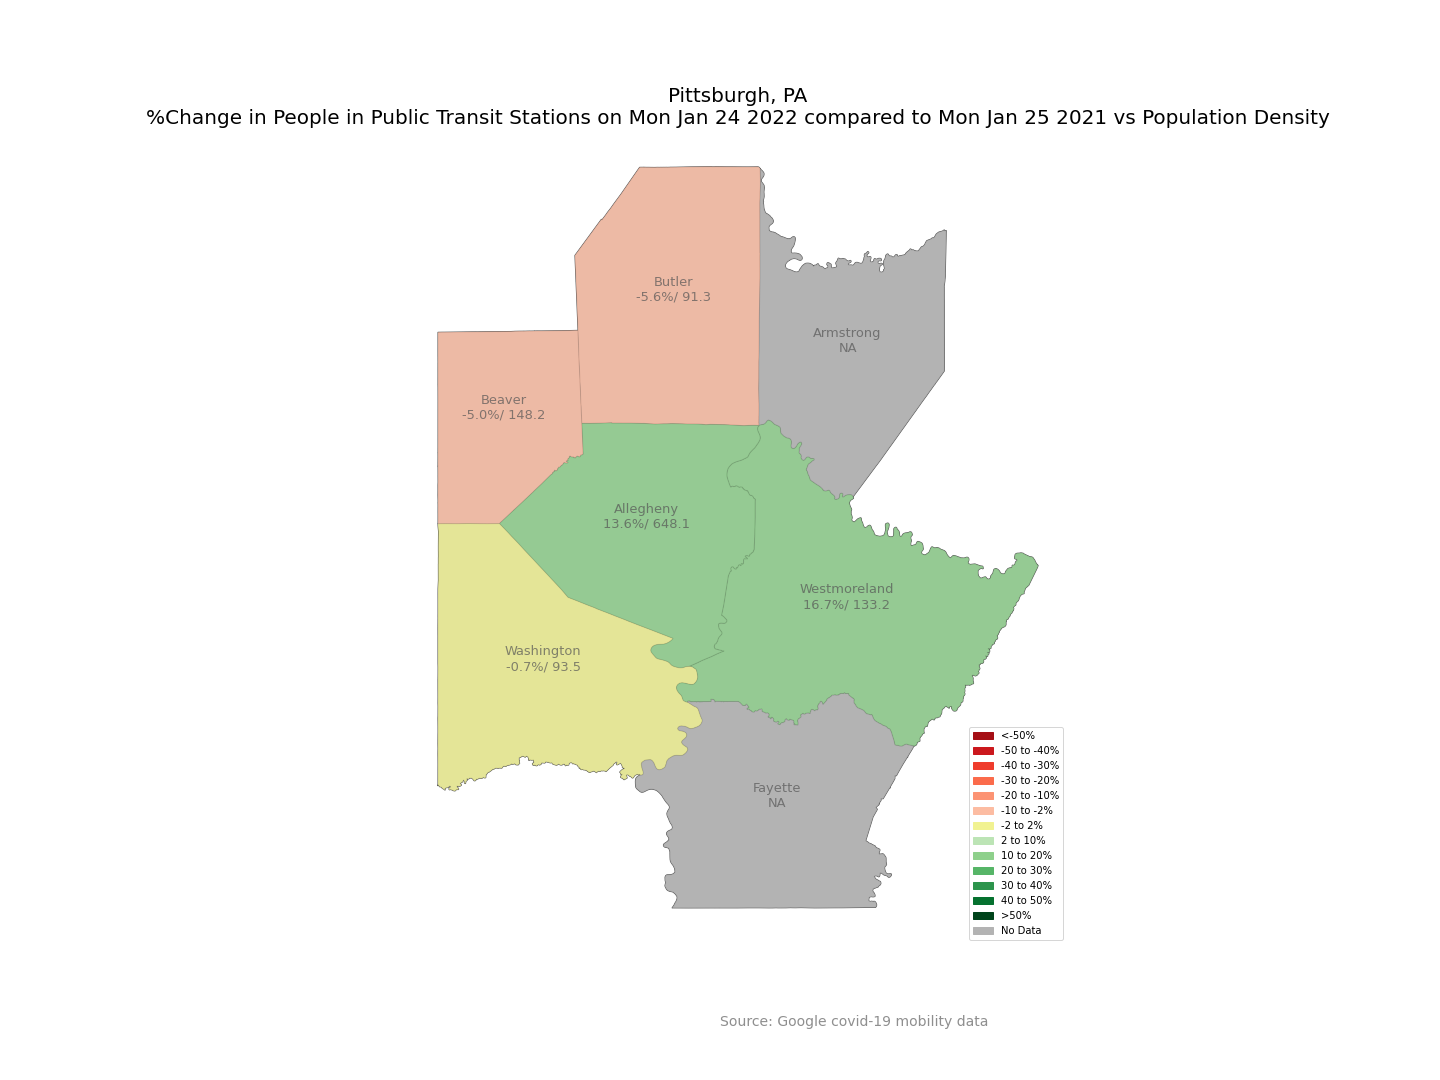 Pittsburgh, PA
%Change in People in Public Transit Stations on Mon Jan 24 2022 compared to Mon Jan 25 2021 vs Population Density
Butler
-5.6%/ 91.3
Armstrong
NA
Beaver
-5.0%/ 148.2
Allegheny
13.6%/ 648.1
Westmoreland
16.7%/ 133.2
Washington
-0.7%/ 93.5
Fayette
NA
<-50%
-50 to -40%
-40 to -30%
-30 to -20%
-20 to -10%
-10 to -2%
-2 to 2%
2 to 10%
10 to 20%
20 to 30%
30 to 40%
40 to 50%
>50%
No Data
Source: Google covid-19 mobility data